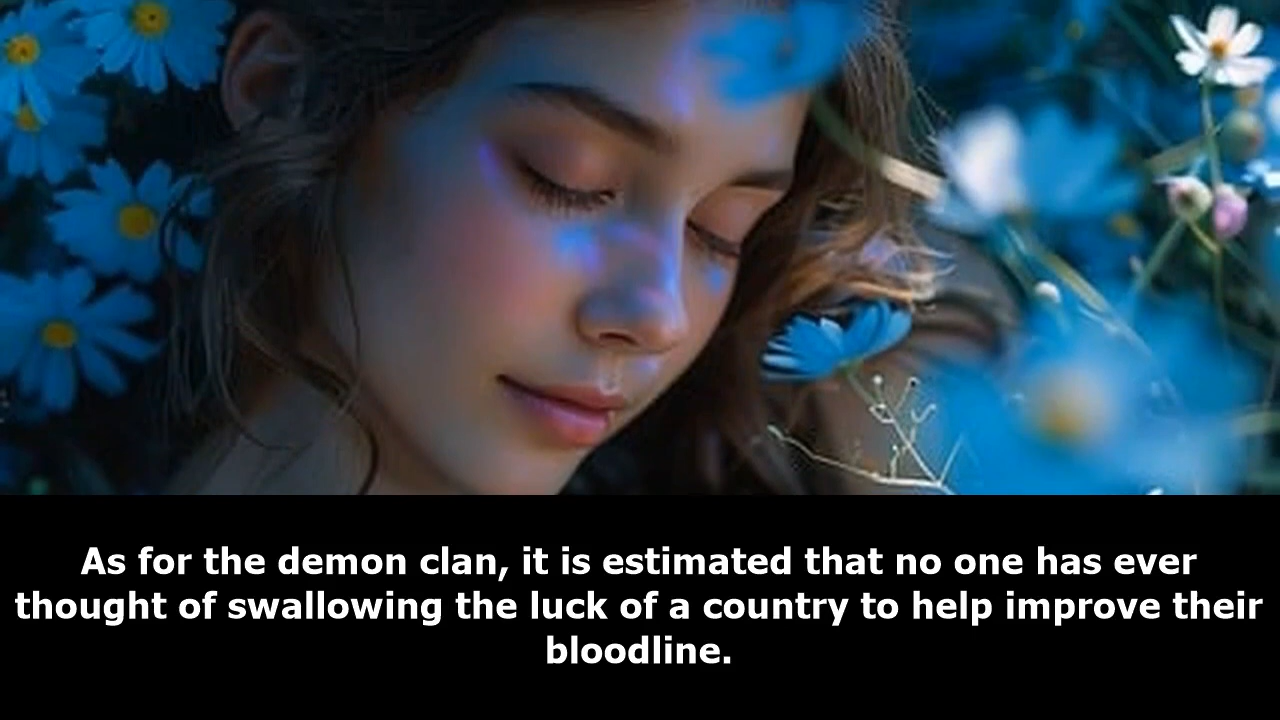 As for the demon clan, it is estimated that no one has ever
thought of swallowing the luck of a country to help improve their
bloodline.